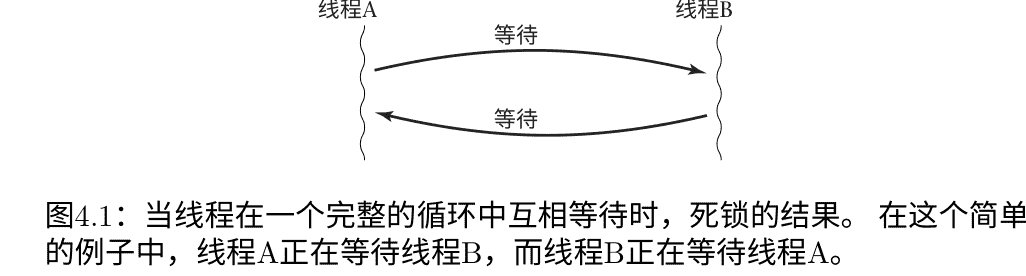 线程A
线程B
等待
等待
图4.1：当线程在一个完整的循环中互相等待时，死锁的结果。 在这个简单
的例子中，线程A正在等待线程B，而线程B正在等待线程A。